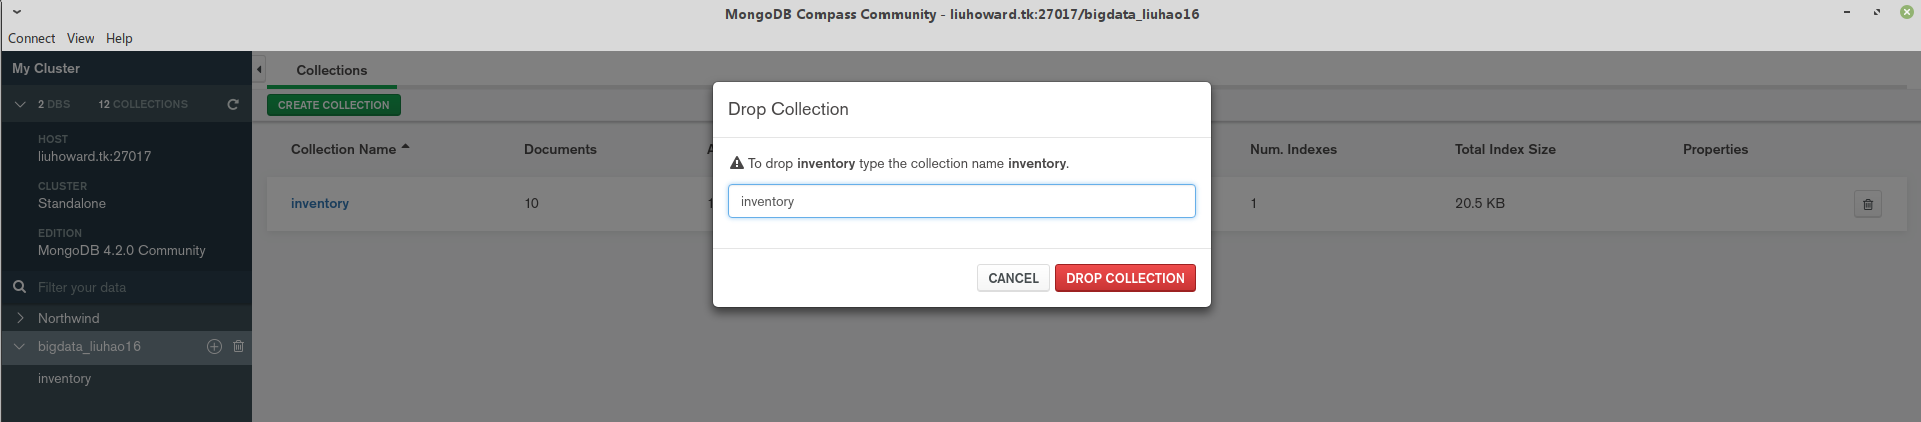 MongoDB Compass Community - liuhoward.tk:27017/bigdata_liuhao16
Connect View Help
My Cluster
2 DBS 12 COLLECTIONS
HOST
liuhoward.tk:27017
CLUSTER
Standalone
EDITION
MongoDB 4.2.0 Community
Filter your data
Northwind
bigdata_liuhao16
inventory
Collections
CREATE COLLECTION
Collection Name Documents Num. Indexes Total Index Size Properties
inventory 10 1 20.5 KB
Drop Collection
To drop inventory type the collection name inventory.
inventory
CANCEL DROP COLLECTION